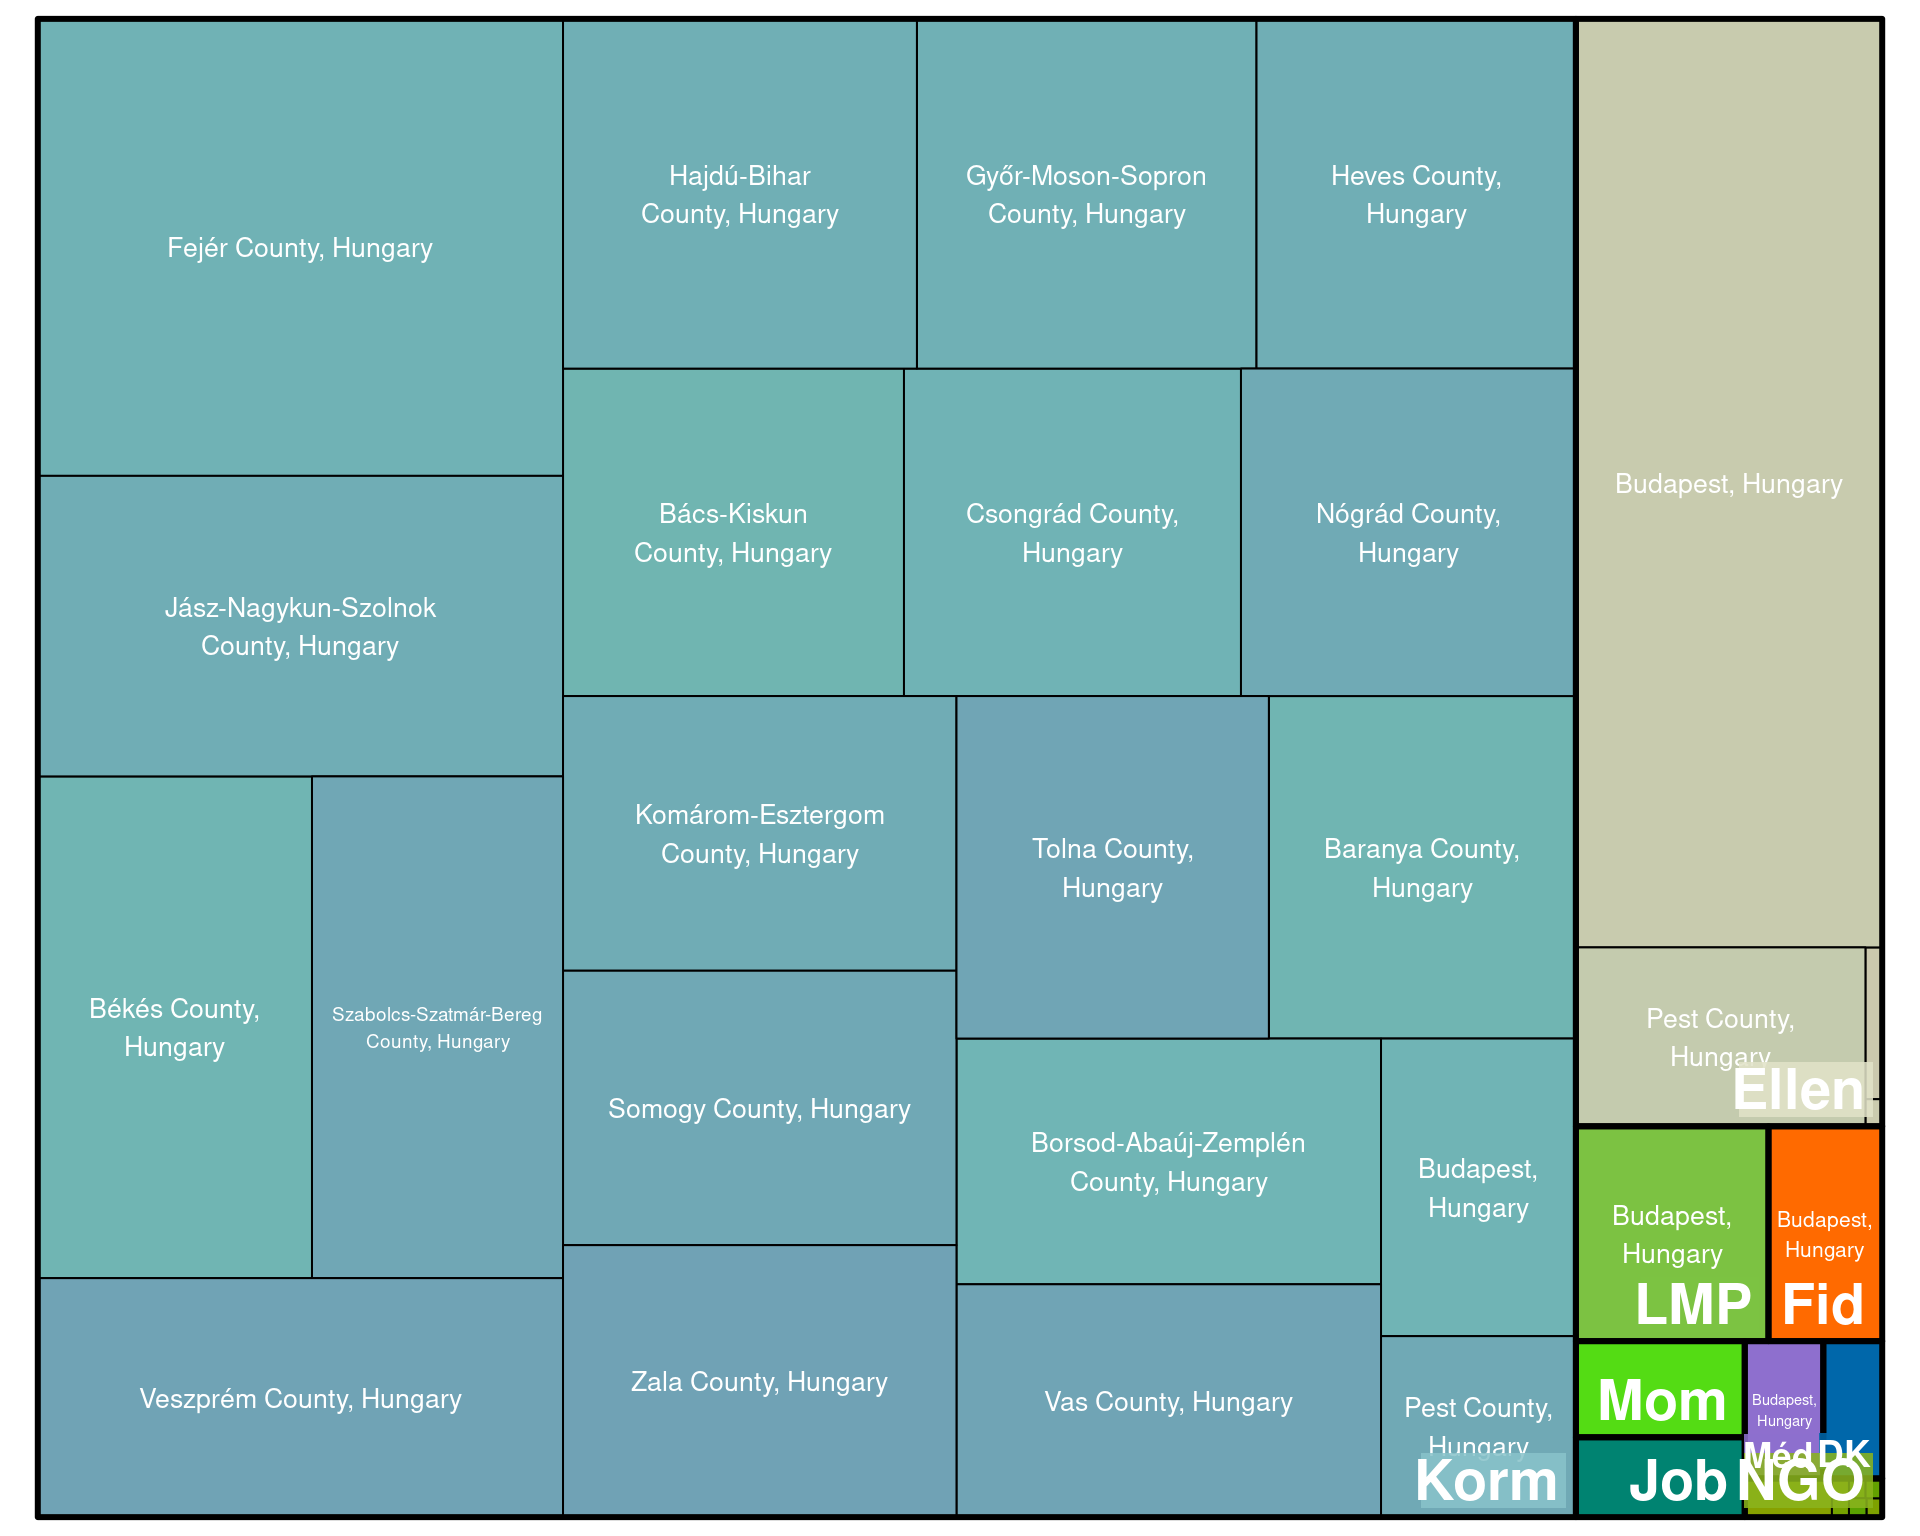 Fejér County, Hungary
Hajdú-Bihar
County, Hungary
Győr-Moson-Sopron
County, Hungary
Heves County,
Hungary
Budapest, Hungary
Bács-Kiskun
County, Hungary
Csongrád County,
Hungary
Nógrád County,
Hungary
Jász-Nagykun-Szolnok
County, Hungary
Komárom-Esztergom
County, Hungary
Tolna County,
Hungary
Baranya County,
Hungary
Békés County,
Hungary
Szabolcs-Szatmár-Bereg
County, Hungary
Pest County,
Hungary
Ellen
Somogy County, Hungary
Borsod-Abaúj-Zemplén
County, Hungary
Budapest,
Hungary
Budapest,
Hungary
LMP
Budapest,
Hungary
Fid
Veszprém County, Hungary
Zala County, Hungary
Vas County, Hungary
Pest County,
Hungary
Korm
Mom
Budapest,
Hungary
Méd
DK
Job
NGO